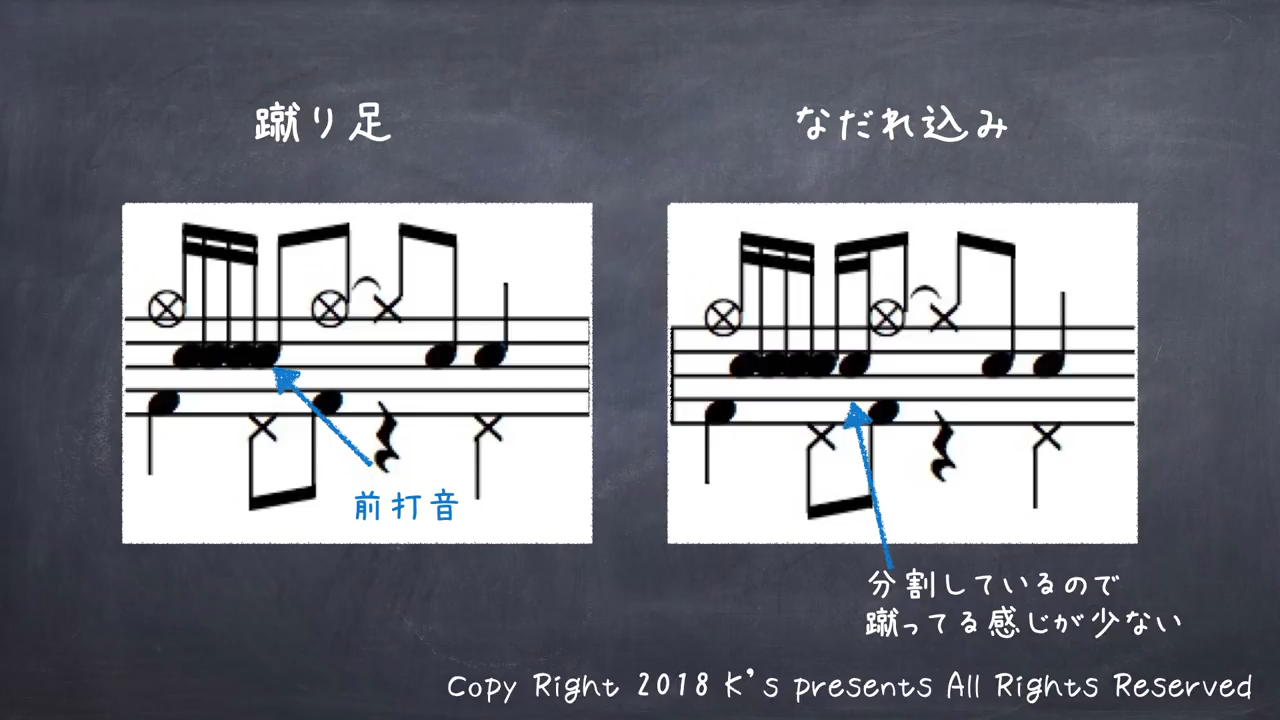 蹴り足
なだれ込み
前打音
分割しているので
蹴ってる感じが少ない
Copy Right 2018 K's presents All Rights Reserved